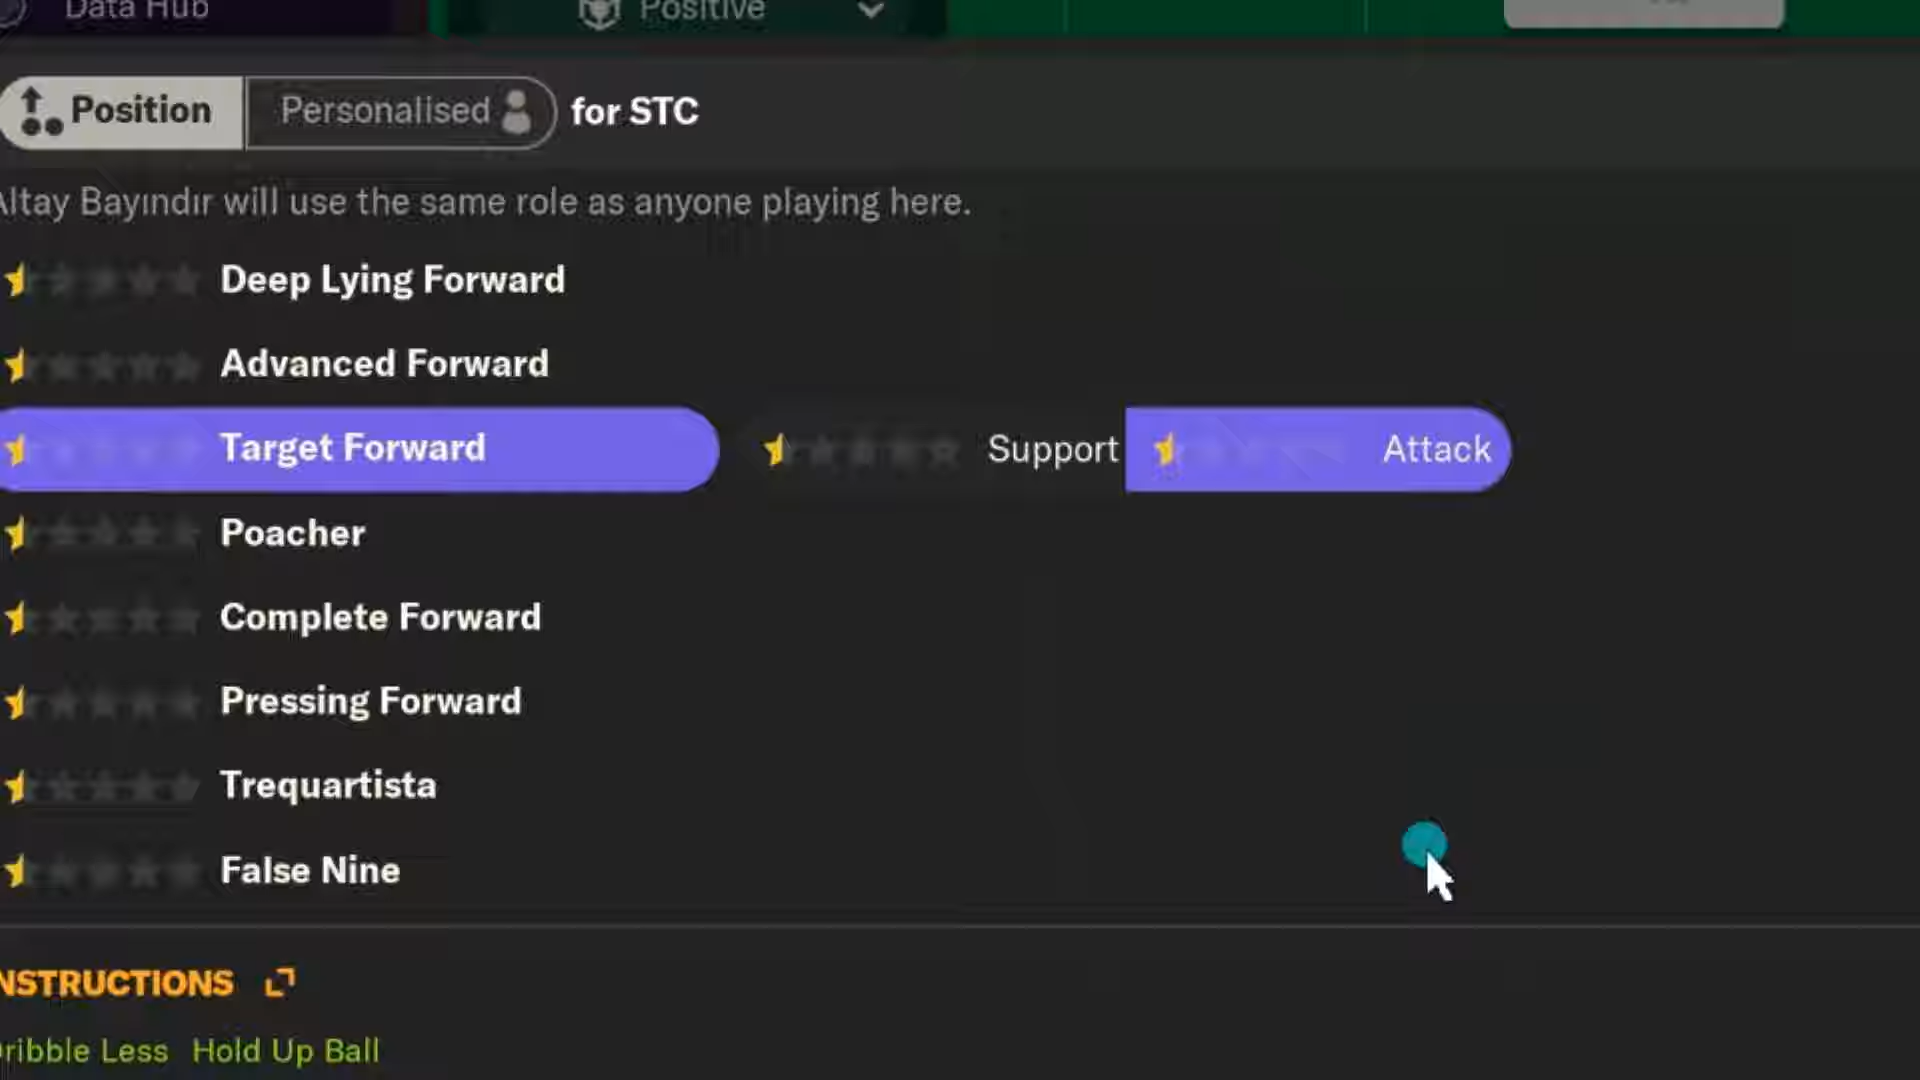 Data Hub
Positive
Position
Personalised
for STC
Altay Bayındır will use the same role as anyone playing here.
Deep Lying Forward
Advanced Forward
Target Forward
Support
Attack
Poacher
Complete Forward
Pressing Forward
Trequartista
False Nine
NSTRUCTIONS
ribble Less Hold Up Ball